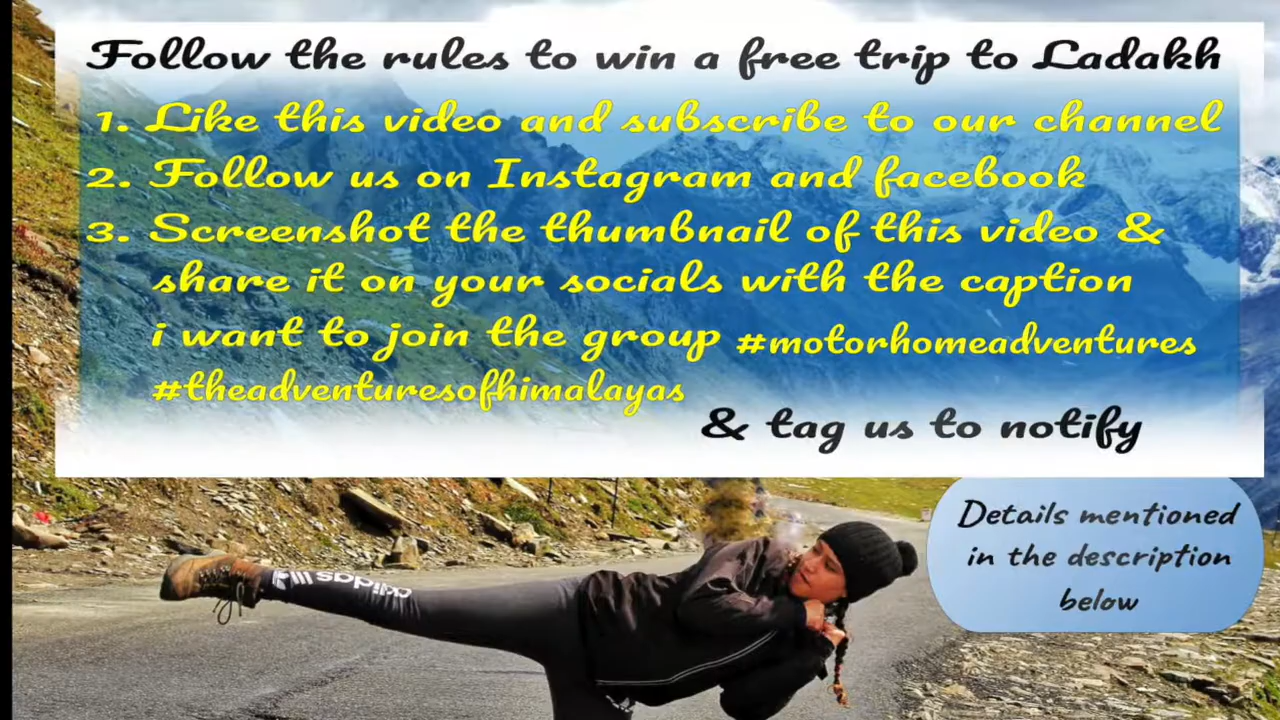 Follow the rules to win a free trip to Ladakh
1. Like this video and subscribe to our channel
2. Follow us on Instagram and facebook
3. Screenshot the thumbnail of this video &
share it on your socials with the caption
i want to join the group #motorhomeadventures
#theadventuresofhimalayas
& tag us to notify
Details mentioned
in the description
below
adidas